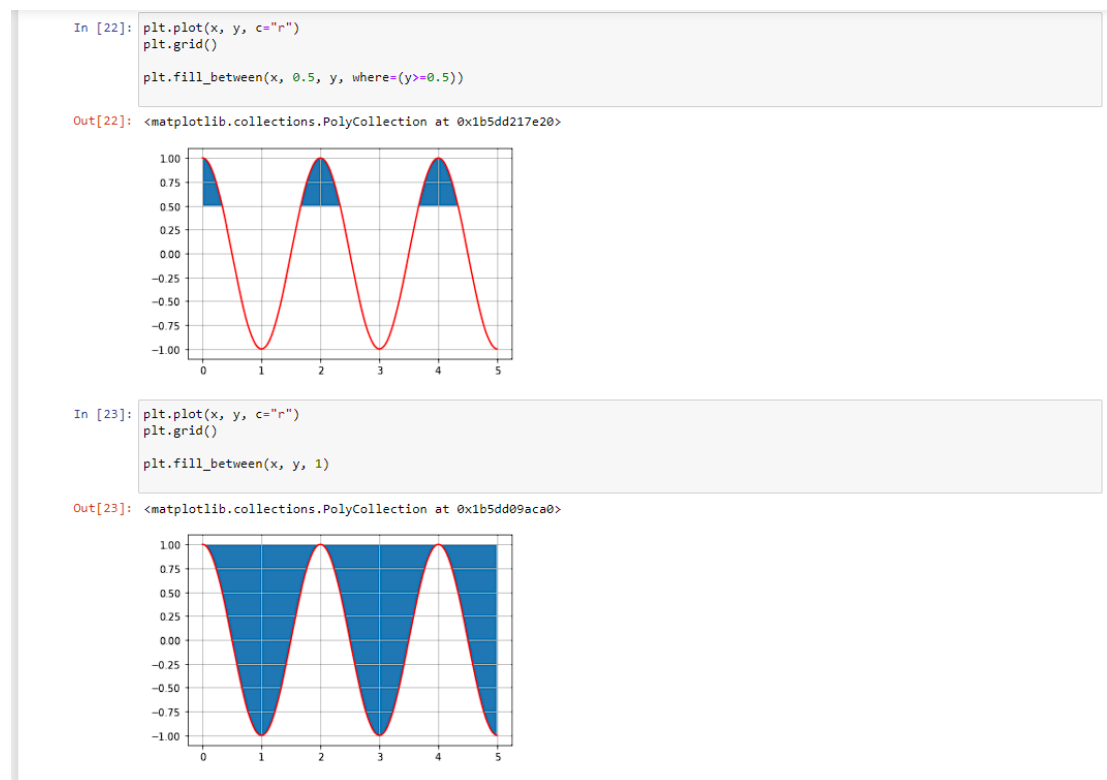 In [22]: plt.plot(x, y, c="r")
plt.grid()
plt.fill_between(x, 0.5, y, where=(y>=0.5))
Out[22]: <matplotlib.collections.PolyCollection at 0x1b5dd217e20>
1.00
0.75
0.50
0.25
0.00
−0.25
−0.50
−0.75
−1.00
0 1 2 3 4 5
In [23]: plt.plot(x, y, c="r")
plt.grid()
plt.fill_between(x, y, 1)
Out[23]: <matplotlib.collections.PolyCollection at 0x1b5dd09aca0>
1.00
0.75
0.50
0.25
0.00
−0.25
−0.50
−0.75
−1.00
0 1 2 3 4 5